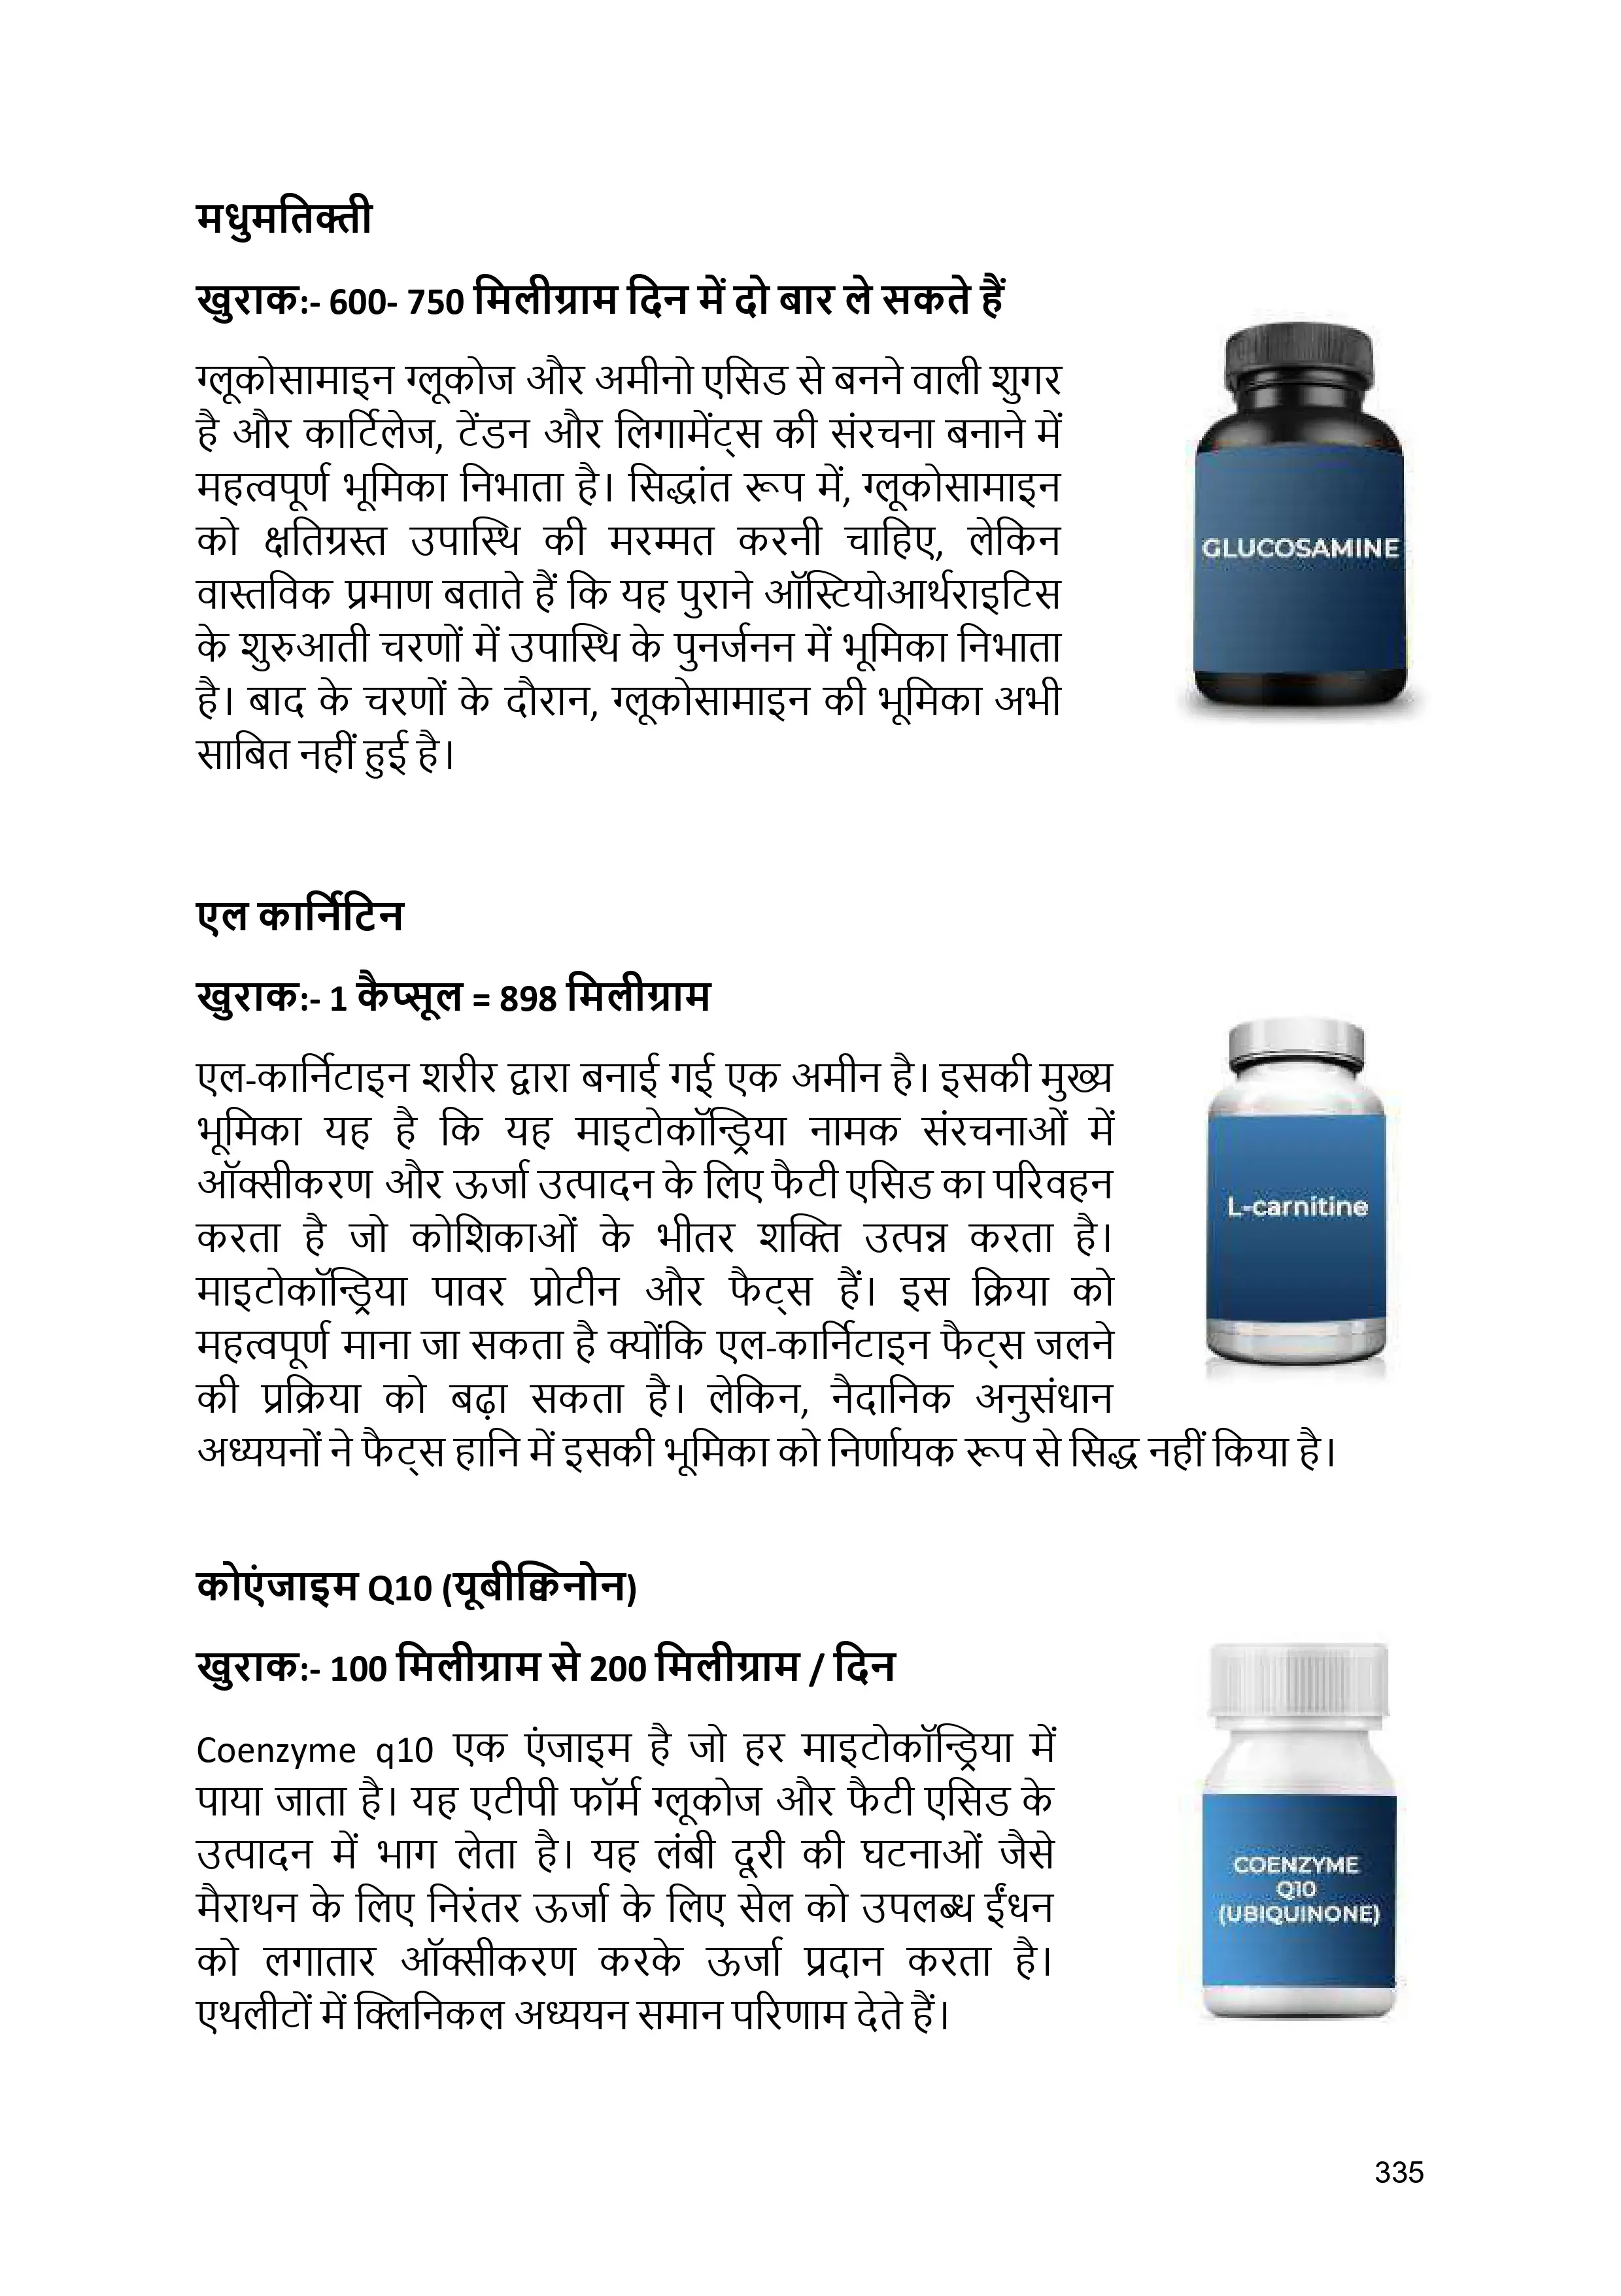 मधुमतिक्ती
खुराक:- 600- 750 मिलीग्राम दिन में दो बार ले सकते हैं
ग्लूकोसामाइन ग्लूकोज और अमीनो एसिड से बनने वाली शुगर
है और कार्टिलेज, टेंडन और लिगामेंट्स की संरचना बनाने में
महत्वपूर्ण भूमिका निभाता है। सिद्धांत रूप में, ग्लूकोसामाइन
को क्षतिग्रस्त उपास्थि की मरम्मत करनी चाहिए, लेकिन
वास्तविक प्रमाण बताते हैं कि यह पुराने ऑस्टियोआर्थराइटिस
के शुरुआती चरणों में उपास्थि के पुनर्जनन में भूमिका निभाता
है। बाद के चरणों के दौरान, ग्लूकोसामाइन की भूमिका अभी
साबित नहीं हुई है।
GLUCOSAMINE
एल कार्निटिन
खुराक:- 1 कैप्सूल = 898 मिलीग्राम
एल-कार्निटाइन शरीर द्वारा बनाई गई एक अमीन है। इसकी मुख्य
भूमिका यह है कि यह माइटोकॉन्ड्रिया नामक संरचनाओं में
ऑक्सीकरण और ऊर्जा उत्पादन के लिए फैटी एसिड का परिवहन
करता है जो कोशिकाओं के भीतर शक्ति उत्पन्न करता है।
माइटोकॉन्ड्रिया पावर प्रोटीन और फैट्स हैं। इस क्रिया को
महत्वपूर्ण माना जा सकता है क्योंकि एल-कार्निटाइन फैट्स जलने
की प्रक्रिया को बढ़ा सकता है। लेकिन, नैदानिक अनुसंधान
अध्ययनों ने फैट्स हानि में इसकी भूमिका को निर्णायक रूप से सिद्ध नहीं किया है।
L-carnitine
कोएंजाइम Q10 (यूबीक्विनोन)
खुराक:- 100 मिलीग्राम से 200 मिलीग्राम / दिन
Coenzyme q10 एक एंजाइम है जो हर माइटोकॉन्ड्रिया में
पाया जाता है। यह एटीपी फॉर्म ग्लूकोज और फैटी एसिड के
उत्पादन में भाग लेता है। यह लंबी दूरी की घटनाओं जैसे
मैराथन के लिए निरंतर ऊर्जा के लिए सेल को उपलब्ध ईंधन
को लगातार ऑक्सीकरण करके ऊर्जा प्रदान करता है।
एथलीटों में क्लिनिकल अध्ययन समान परिणाम देते हैं।
COENZYME
Q10
(UBIQUINONE)
335